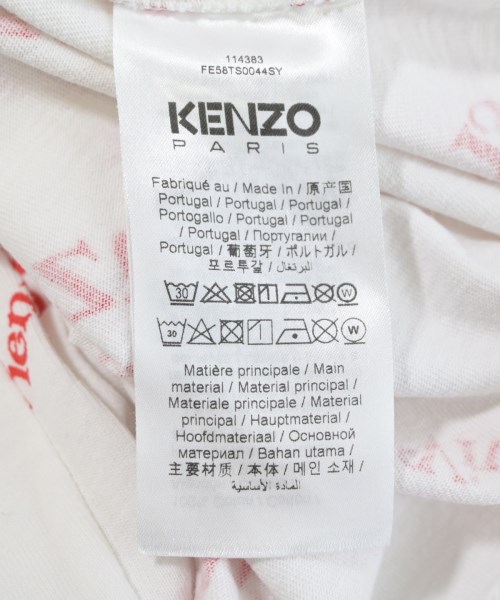 114383
FE58TS0044SY
KENZO
PARIS
Fabriqué au / Made In / 原产国
Portugal / Portugal / Portugal /
Portogallo / Portugal / Portugal
/ Portugal / Португалии /
Portugal / 葡萄牙 / ポルトガル /
포르투갈 / البرتغال /
30 W
30 W
Matière principale / Main
material / Material principal /
Materiale principale / Material
principal / Hauptmaterial /
Hoofdmateriaal / Основной
материал / Bahan utama /
主要材质 / 本体 / 메인 소재 /
المادة الأساسية /